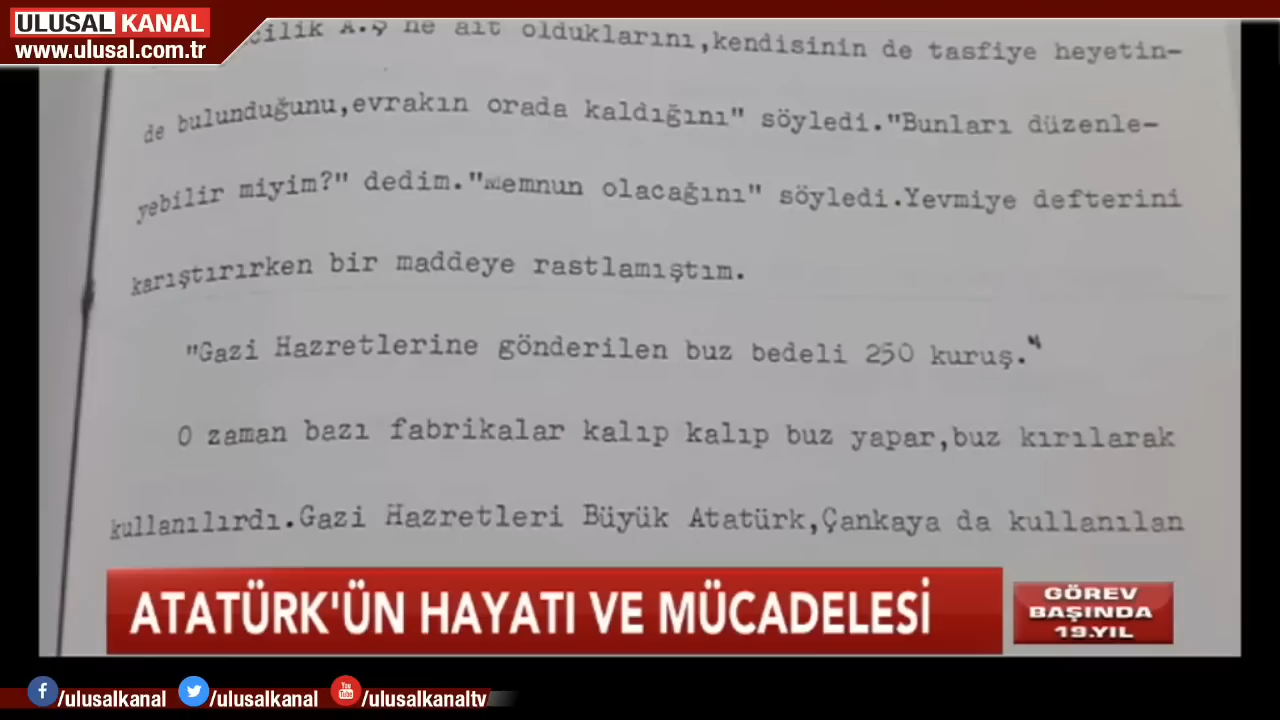 ULUSAL KANAL
www.ulusal.com.tr
cilik A.Ş ne ait olduklarını,kendisinin de tasfiye heyetin-
de bulunduğunu,evrakın orada kaldığını" söyledi."Bunları düzenle-
yebilir miyim?" dedim."Memnun olacağını" söyledi.Yevmiye defterini
karıştırırken bir maddeye rastlamıştım.
"Gazi Hazretlerine gönderilen buz bedeli 250 kuruş."
O zaman bazı fabrikalar kalıp kalıp buz yapar,buz kırılarak
kullanılırdı.Gazi Hazretleri Büyük Atatürk,Çankaya da kullanılan
ATATÜRK'ÜN HAYATI VE MÜCADELESİ
GÖREV
BAŞINDA
19.YIL
/ulusalkanal /ulusalkanal /ulusalkanaltv